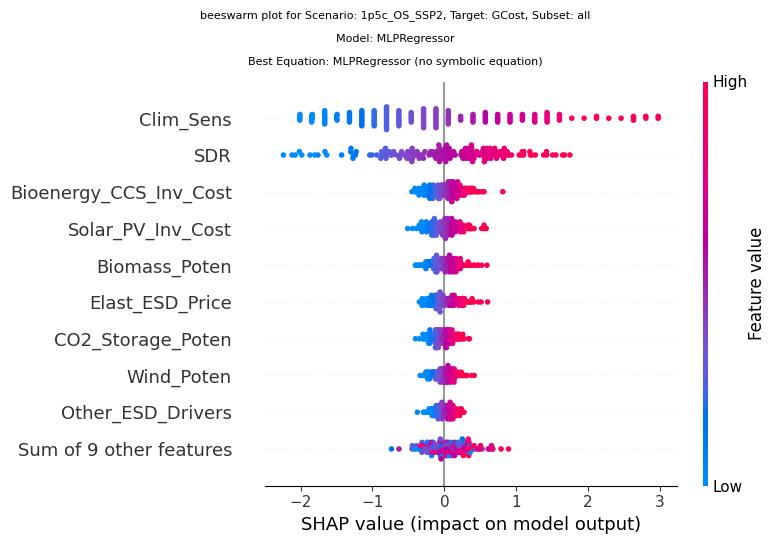 beeswarm plot for Scenario: 1p5c_OS_SSP2, Target: GCost, Subset: all
Model: MLPRegressor
Best Equation: MLPRegressor (no symbolic equation)
High
Clim_Sens
SDR
Bioenergy_CCS_Inv_Cost
Solar_PV_Inv_Cost
Biomass_Poten
Elast_ESD_Price
CO2_Storage_Poten
Wind_Poten
Other_ESD_Drivers
Sum of 9 other features
Feature value
Low
−2 −1 0 1 2 3
SHAP value (impact on model output)